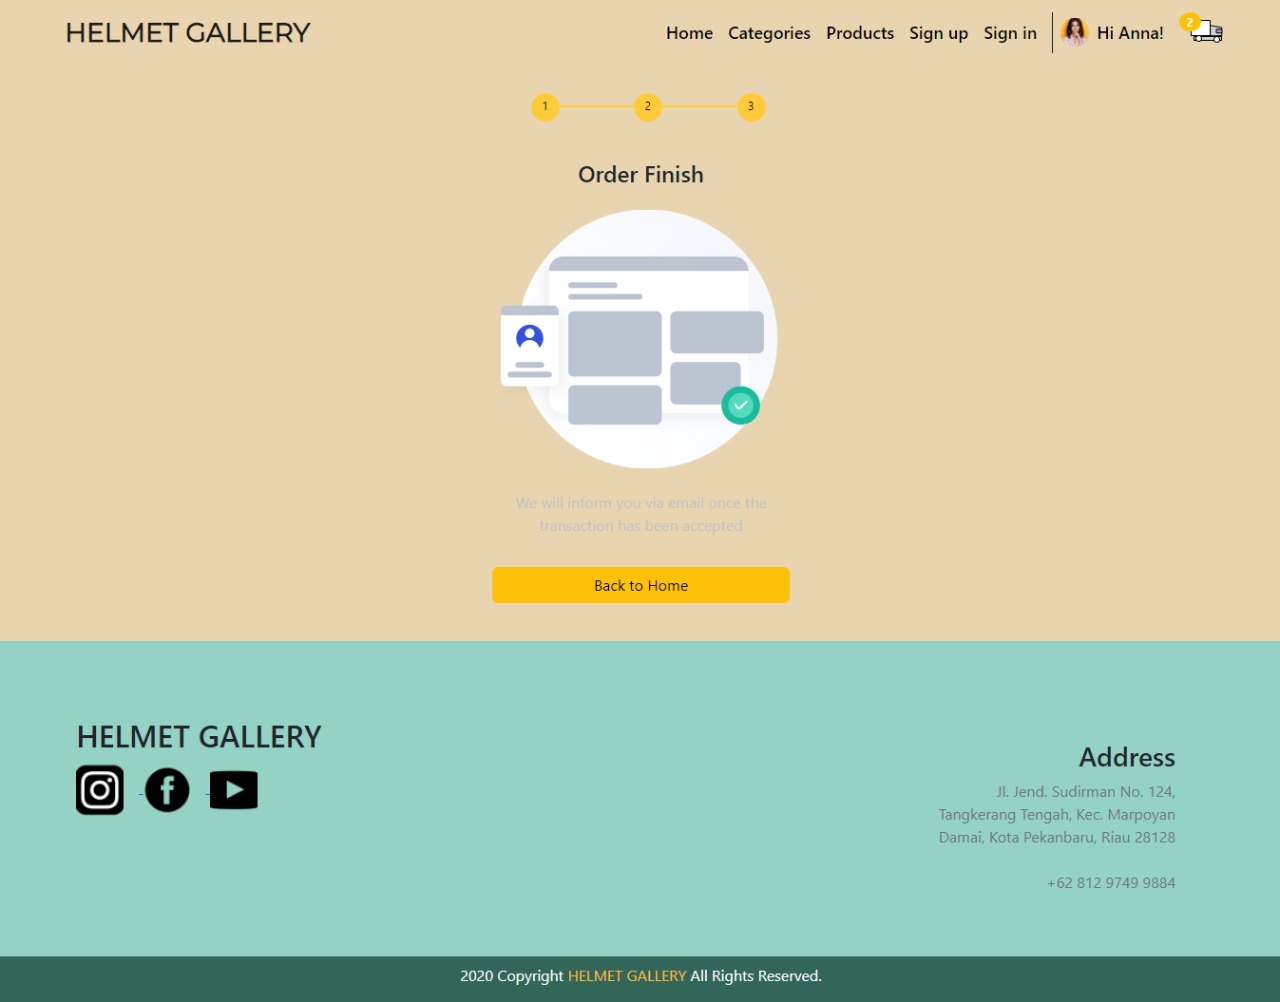 HELMET GALLERY
Home Categories Products Sign up Sign in Hi Anna! 2
1 2 3
Order Finish
We will inform you via email once the
transaction has been accepted
Back to Home
HELMET GALLERY
Address
Jl. Jend. Sudirman No. 124,
Tangkerang Tengah, Kec. Marpoyan
Damai, Kota Pekanbaru, Riau 28128
+62 812 9749 9884
2020 Copyright HELMET GALLERY All Rights Reserved.